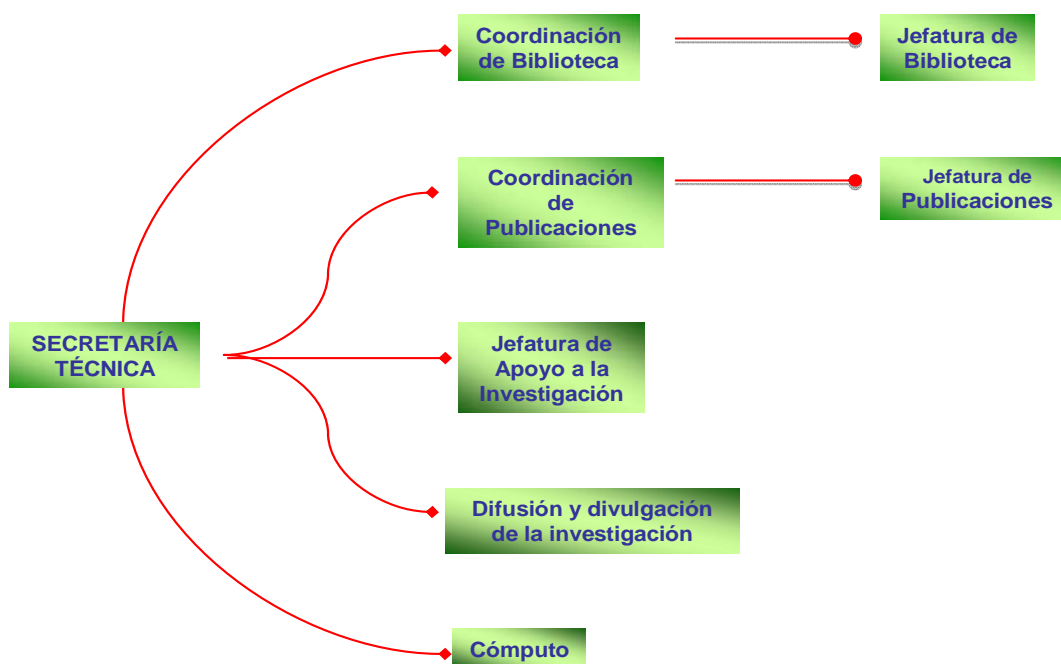 Coordinación
de Biblioteca
Jefatura de
Biblioteca
Coordinación
de
Publicaciones
Jefatura de
Publicaciones
SECRETARÍA
TÉCNICA
Jefatura de
Apoyo a la
Investigación
Difusión y divulgación
de la investigación
Cómputo